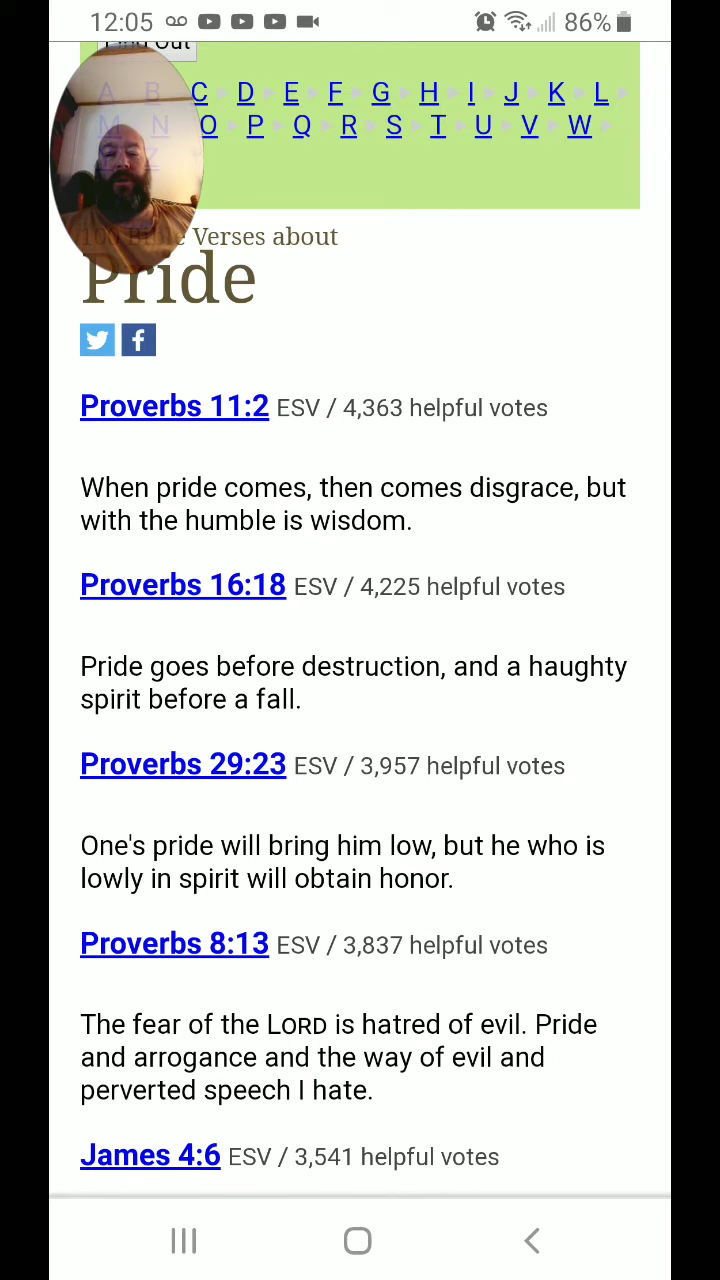 12:05 86%
Find Out
A B C D E F G H I J K L
M N O P Q R S T U V W
Z
100 Bible Verses about
Pride
Proverbs 11:2 ESV / 4,363 helpful votes
When pride comes, then comes disgrace, but
with the humble is wisdom.
Proverbs 16:18 ESV / 4,225 helpful votes
Pride goes before destruction, and a haughty
spirit before a fall.
Proverbs 29:23 ESV / 3,957 helpful votes
One's pride will bring him low, but he who is
lowly in spirit will obtain honor.
Proverbs 8:13 ESV / 3,837 helpful votes
The fear of the LORD is hatred of evil. Pride
and arrogance and the way of evil and
perverted speech I hate.
James 4:6 ESV / 3,541 helpful votes